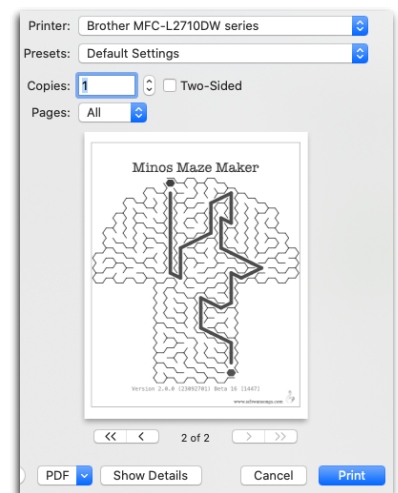 Printer: Brother MFC-L2710DW series
Presets: Default Settings
Copies: 1 Two-Sided
Pages: All
Minos Maze Maker
Version 2.0.0 (23092701) Beta 16 (1447)
<< < 2 of 2 > >>
PDF Show Details Cancel Print